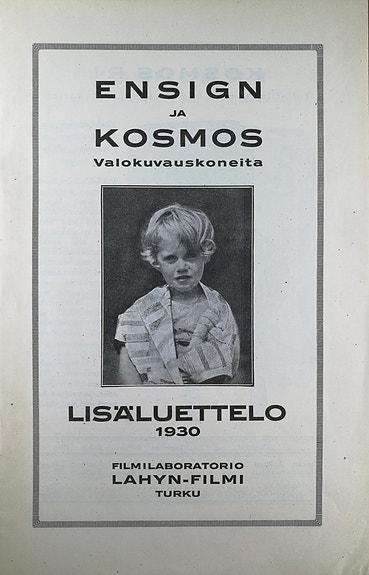 ENSIGN
JA
KOSMOS
Valokuvauskoneita
LISÄLUETTELO
1930
FILMILABORATORIO
LAHYN-FILMI
TURKU